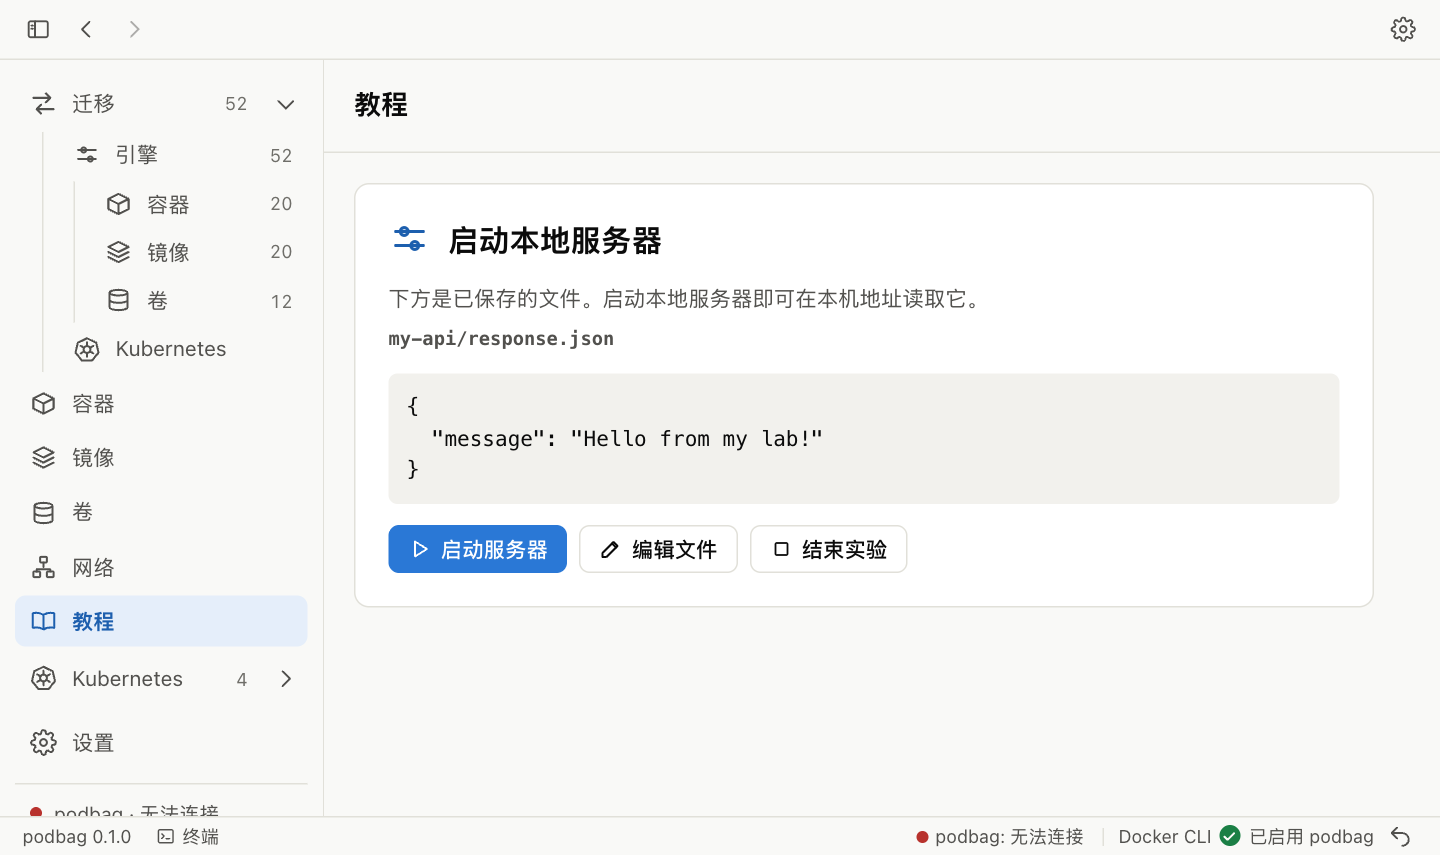 迁移 52
引擎 52
容器 20
镜像 20
卷 12
Kubernetes
容器
镜像
卷
网络
教程
Kubernetes 4
设置
podbag · 无法连接
教程
启动本地服务器
下方是已保存的文件。启动本地服务器即可在本机地址读取它。
my-api/response.json
{
"message": "Hello from my lab!"
}
启动服务器 编辑文件 结束实验
podbag 0.1.0 终端 podbag: 无法连接 Docker CLI 已启用 podbag